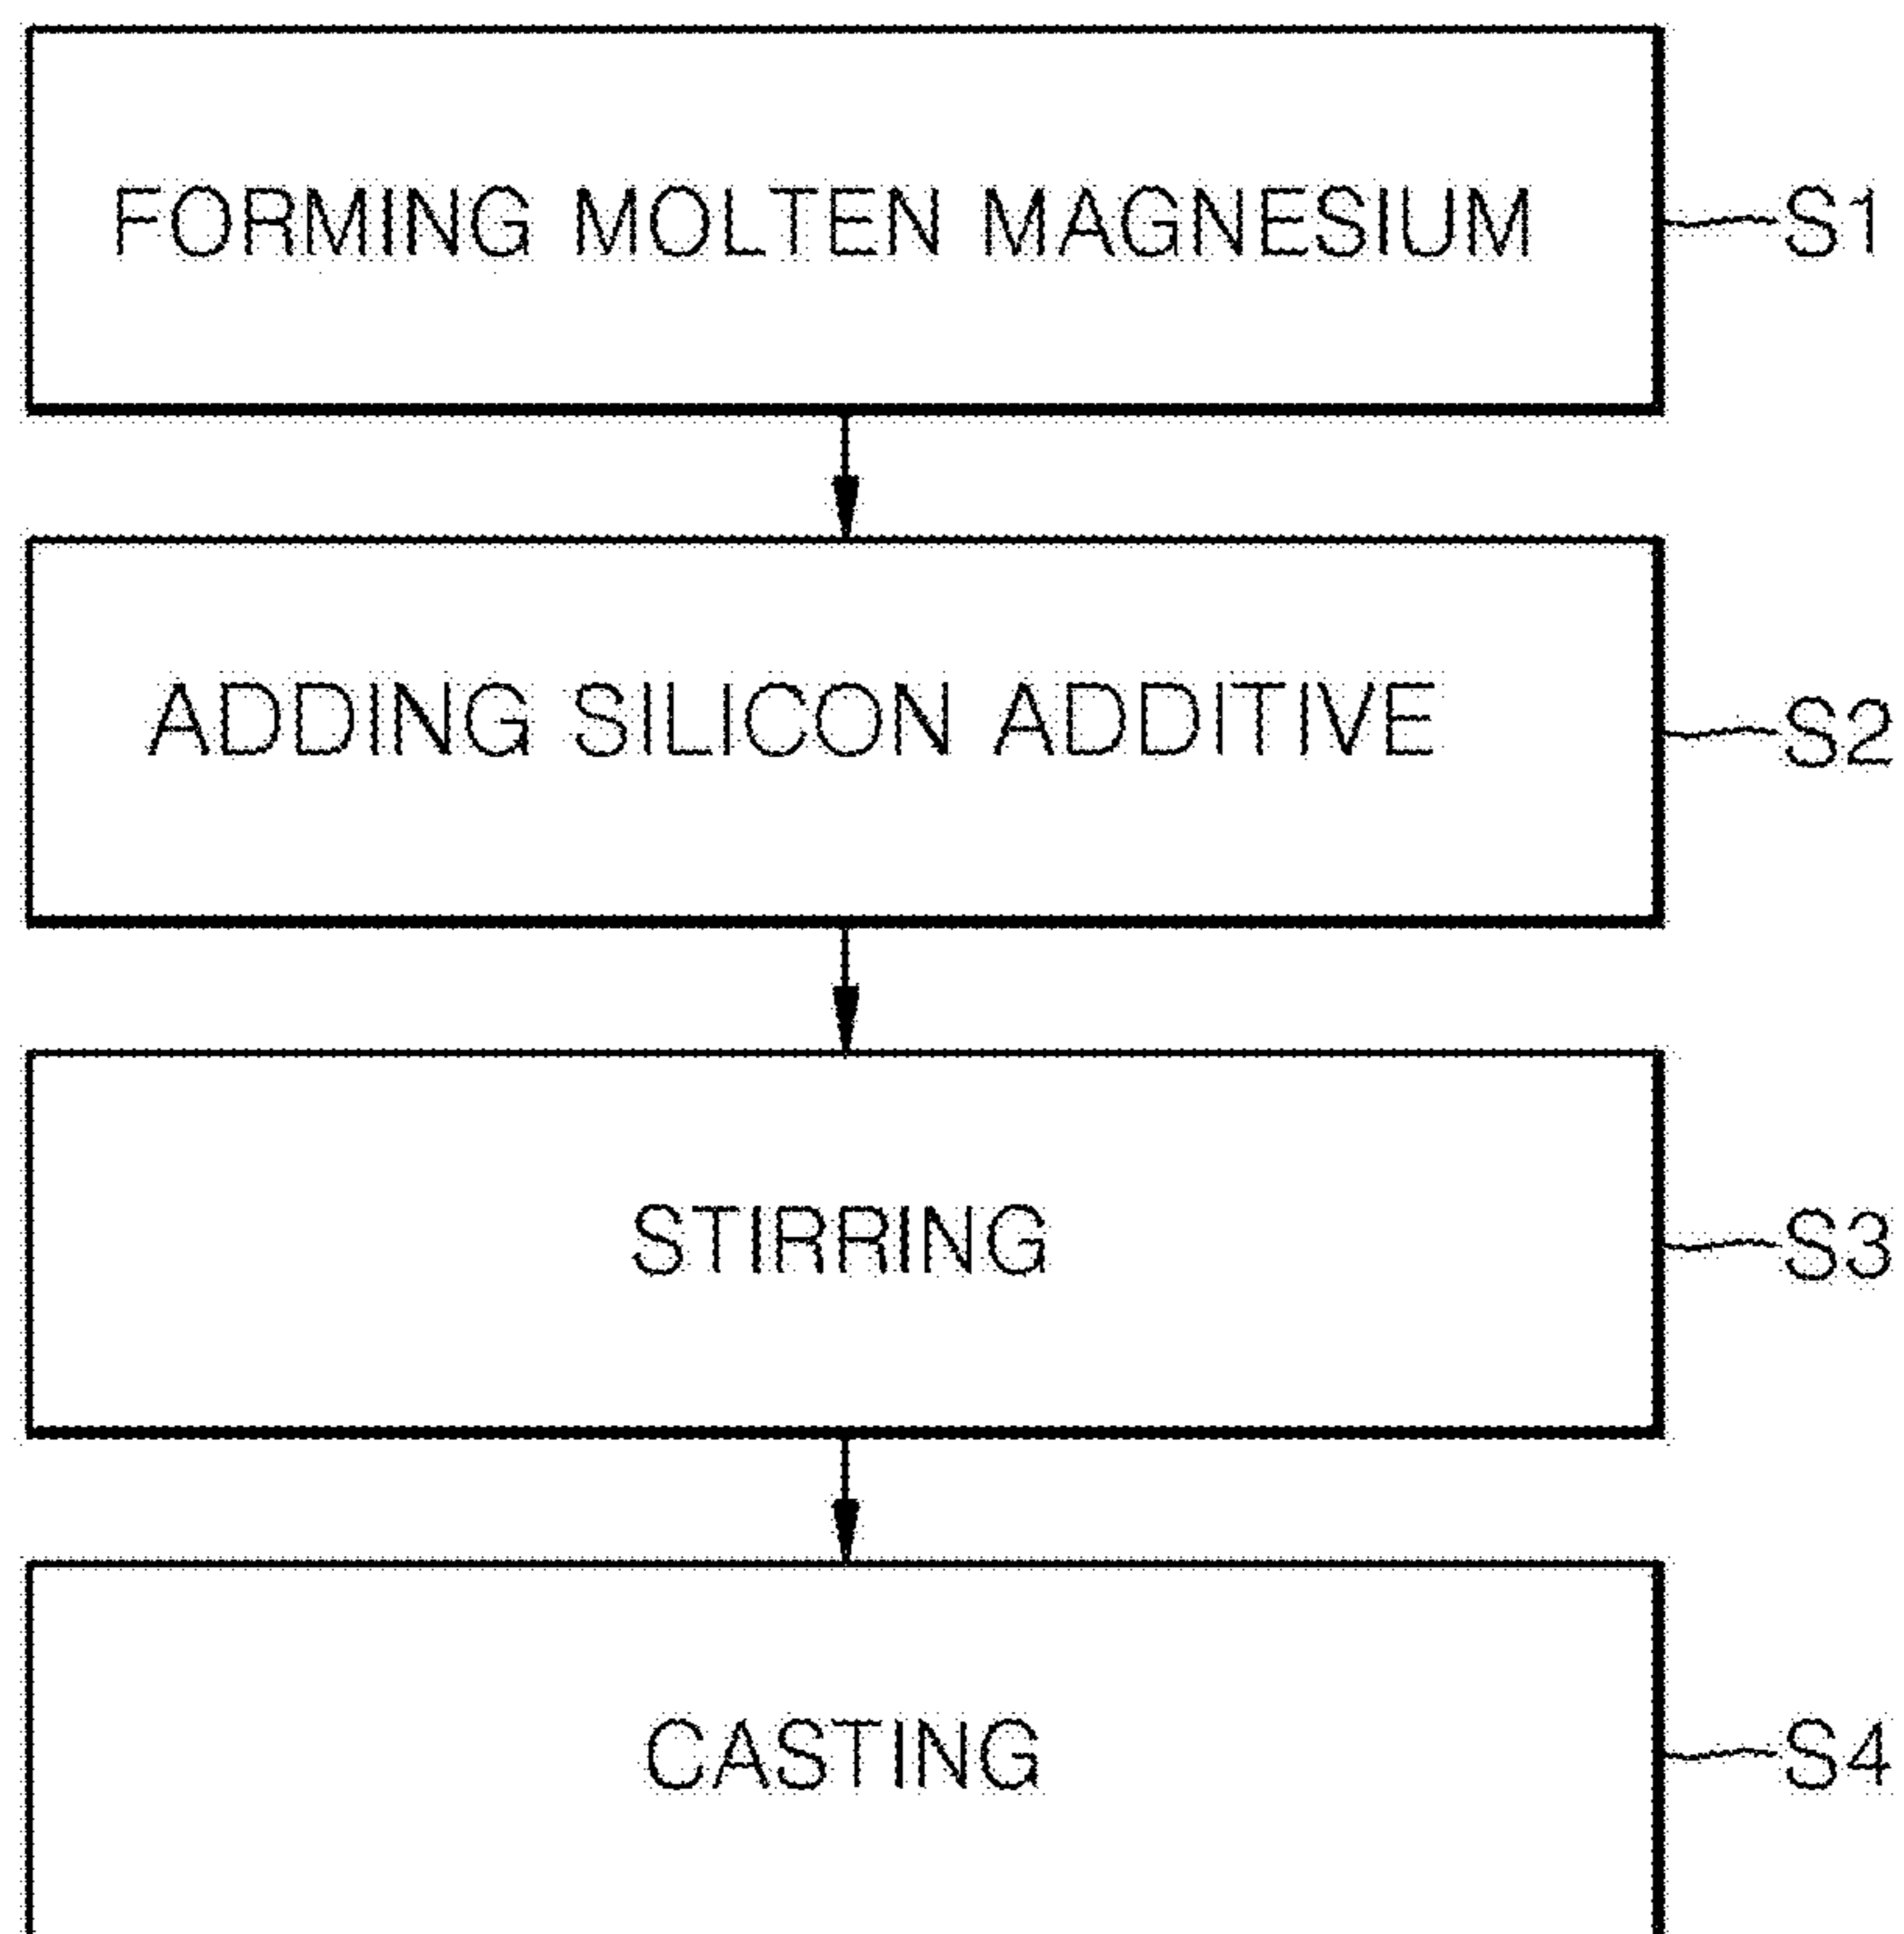 FORMING MOLTEN MAGNESIUM S1
ADDING SILICON ADDITIVE S2
STIRRING S3
CASTING S4